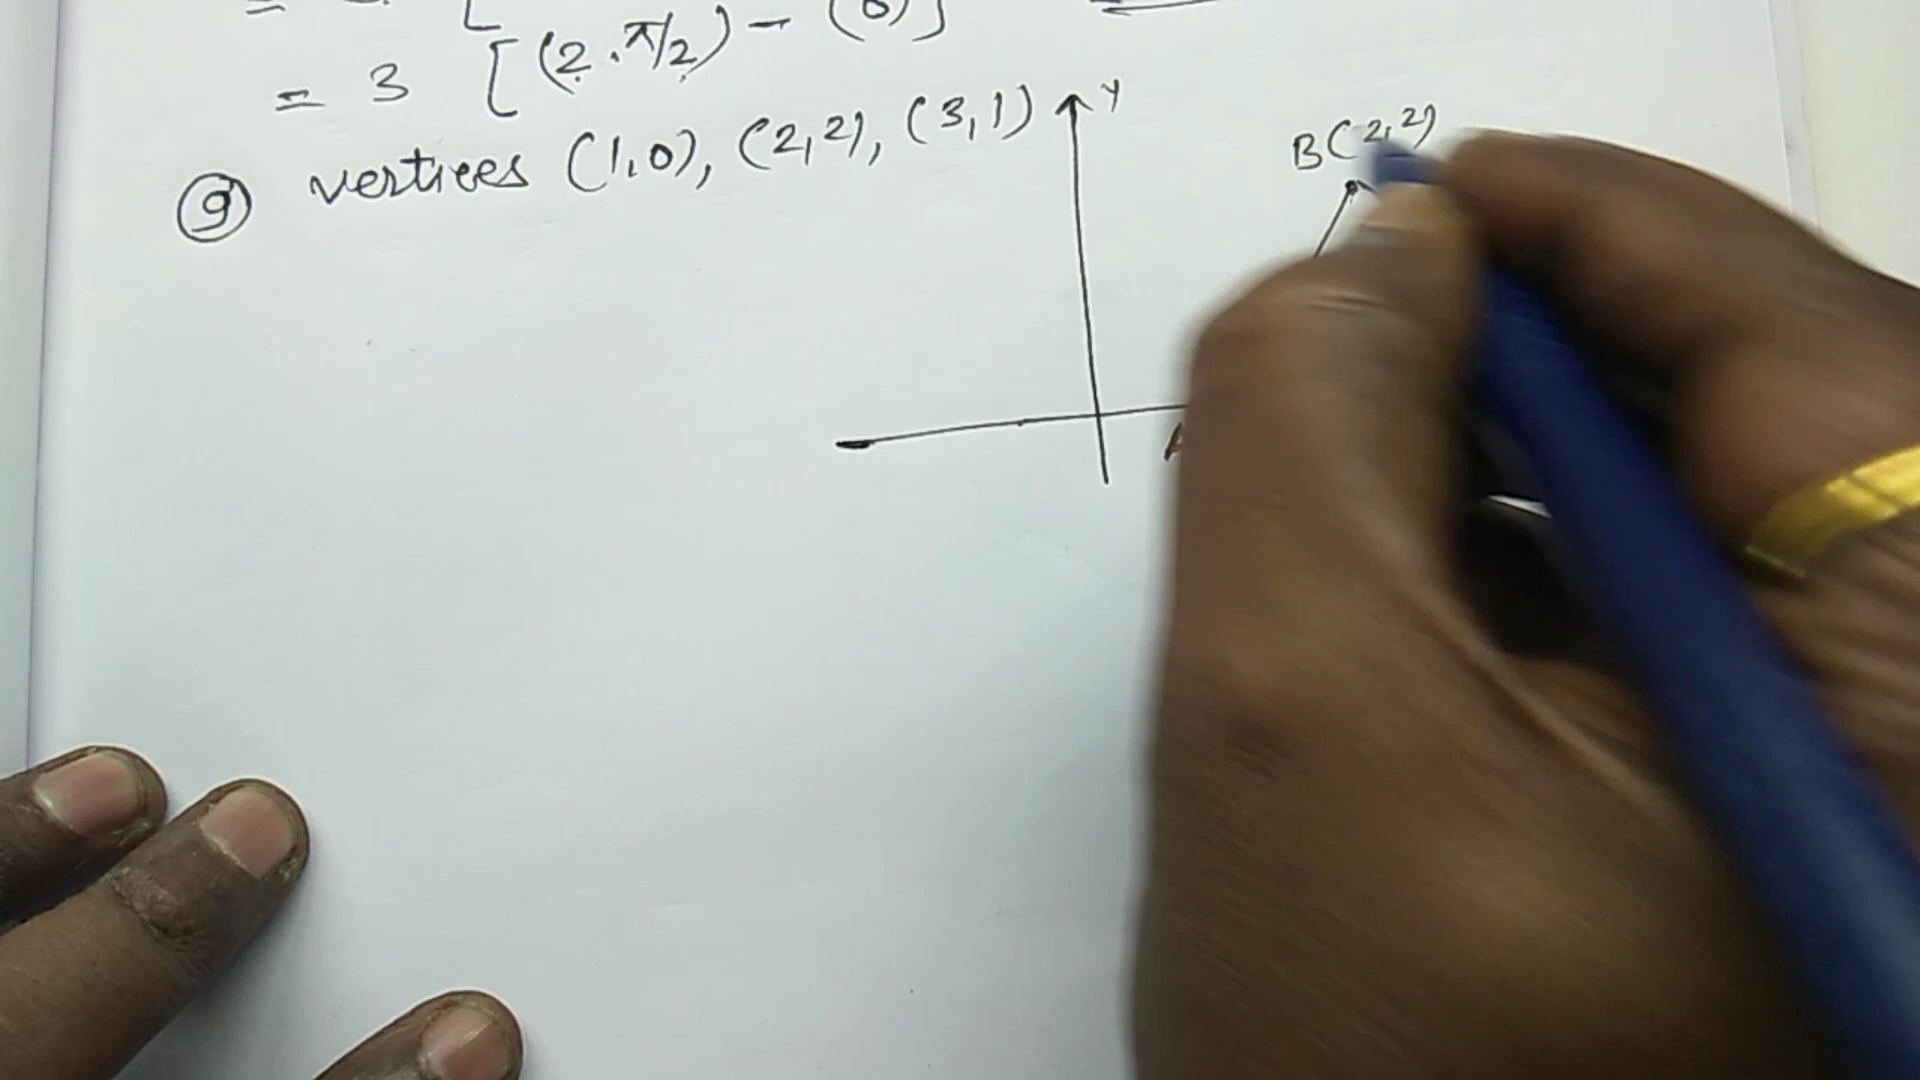 = 3 [(2.π/2) - (0)]
⑨ vertices (1,0), (2,2), (3,1)
Y
B(2,2)
A